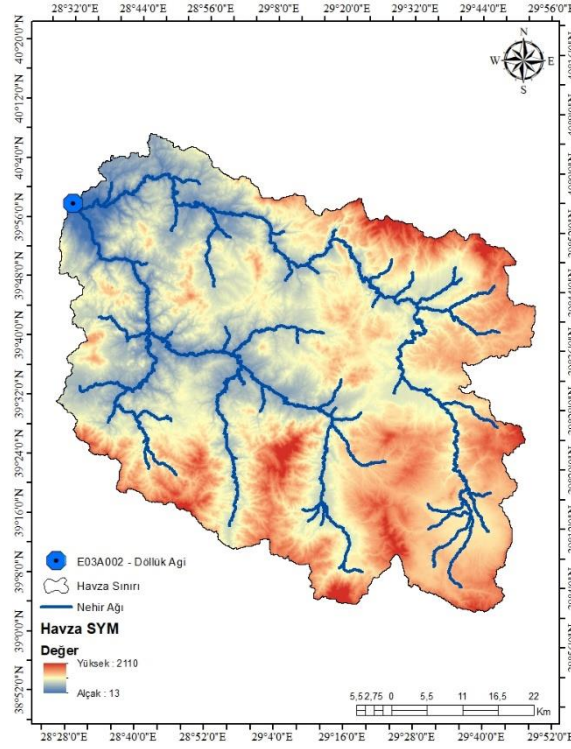 28°32'0"E 28°44'0"E 28°56'0"E 29°8'0"E 29°20'0"E 29°32'0"E 29°44'0"E 29°56'0"E
N
W E
S
40°20'0"N
40°12'0"N
40°4'0"N
39°56'0"N
39°48'0"N
39°40'0"N
39°32'0"N
39°24'0"N
39°16'0"N
39°8'0"N
39°0'0"N
38°52'0"N
E03A002 - Döllük Agi
Havza Sınırı
Nehir Ağı
Havza SYM
Değer
Yüksek : 2110
Alçak : 13
5,5 2,75 0 5,5 11 16,5 22
Km
28°28'0"E 28°40'0"E 28°52'0"E 29°4'0"E 29°16'0"E 29°28'0"E 29°40'0"E 29°52'0"E